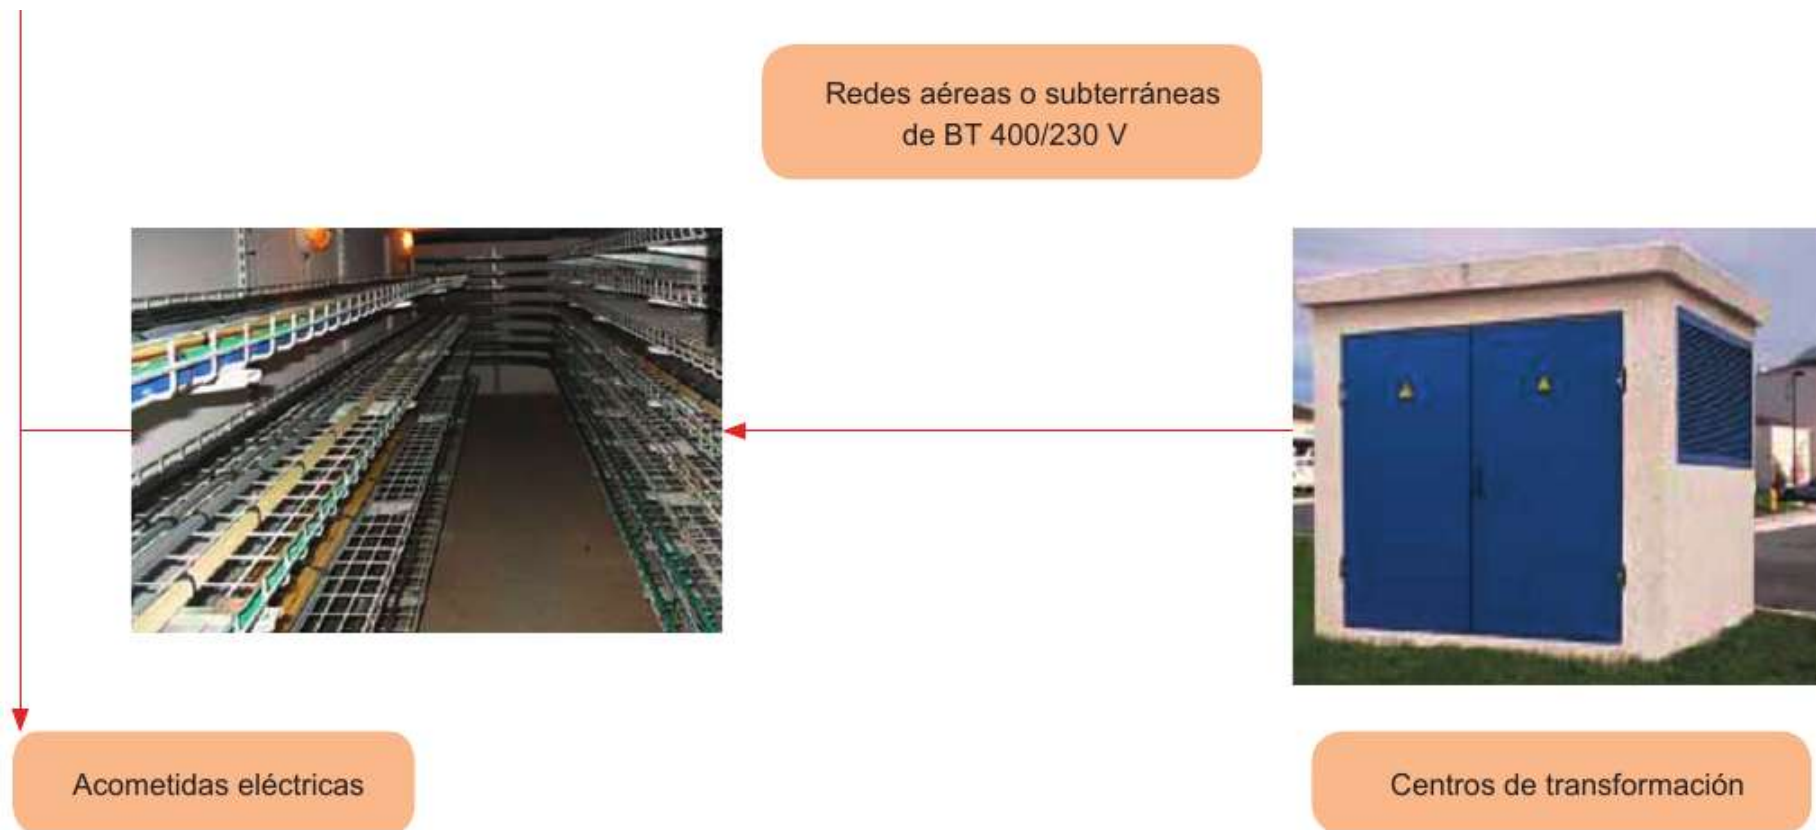 Redes aéreas o subterráneas
de BT 400/230 V
Acometidas eléctricas
Centros de transformación